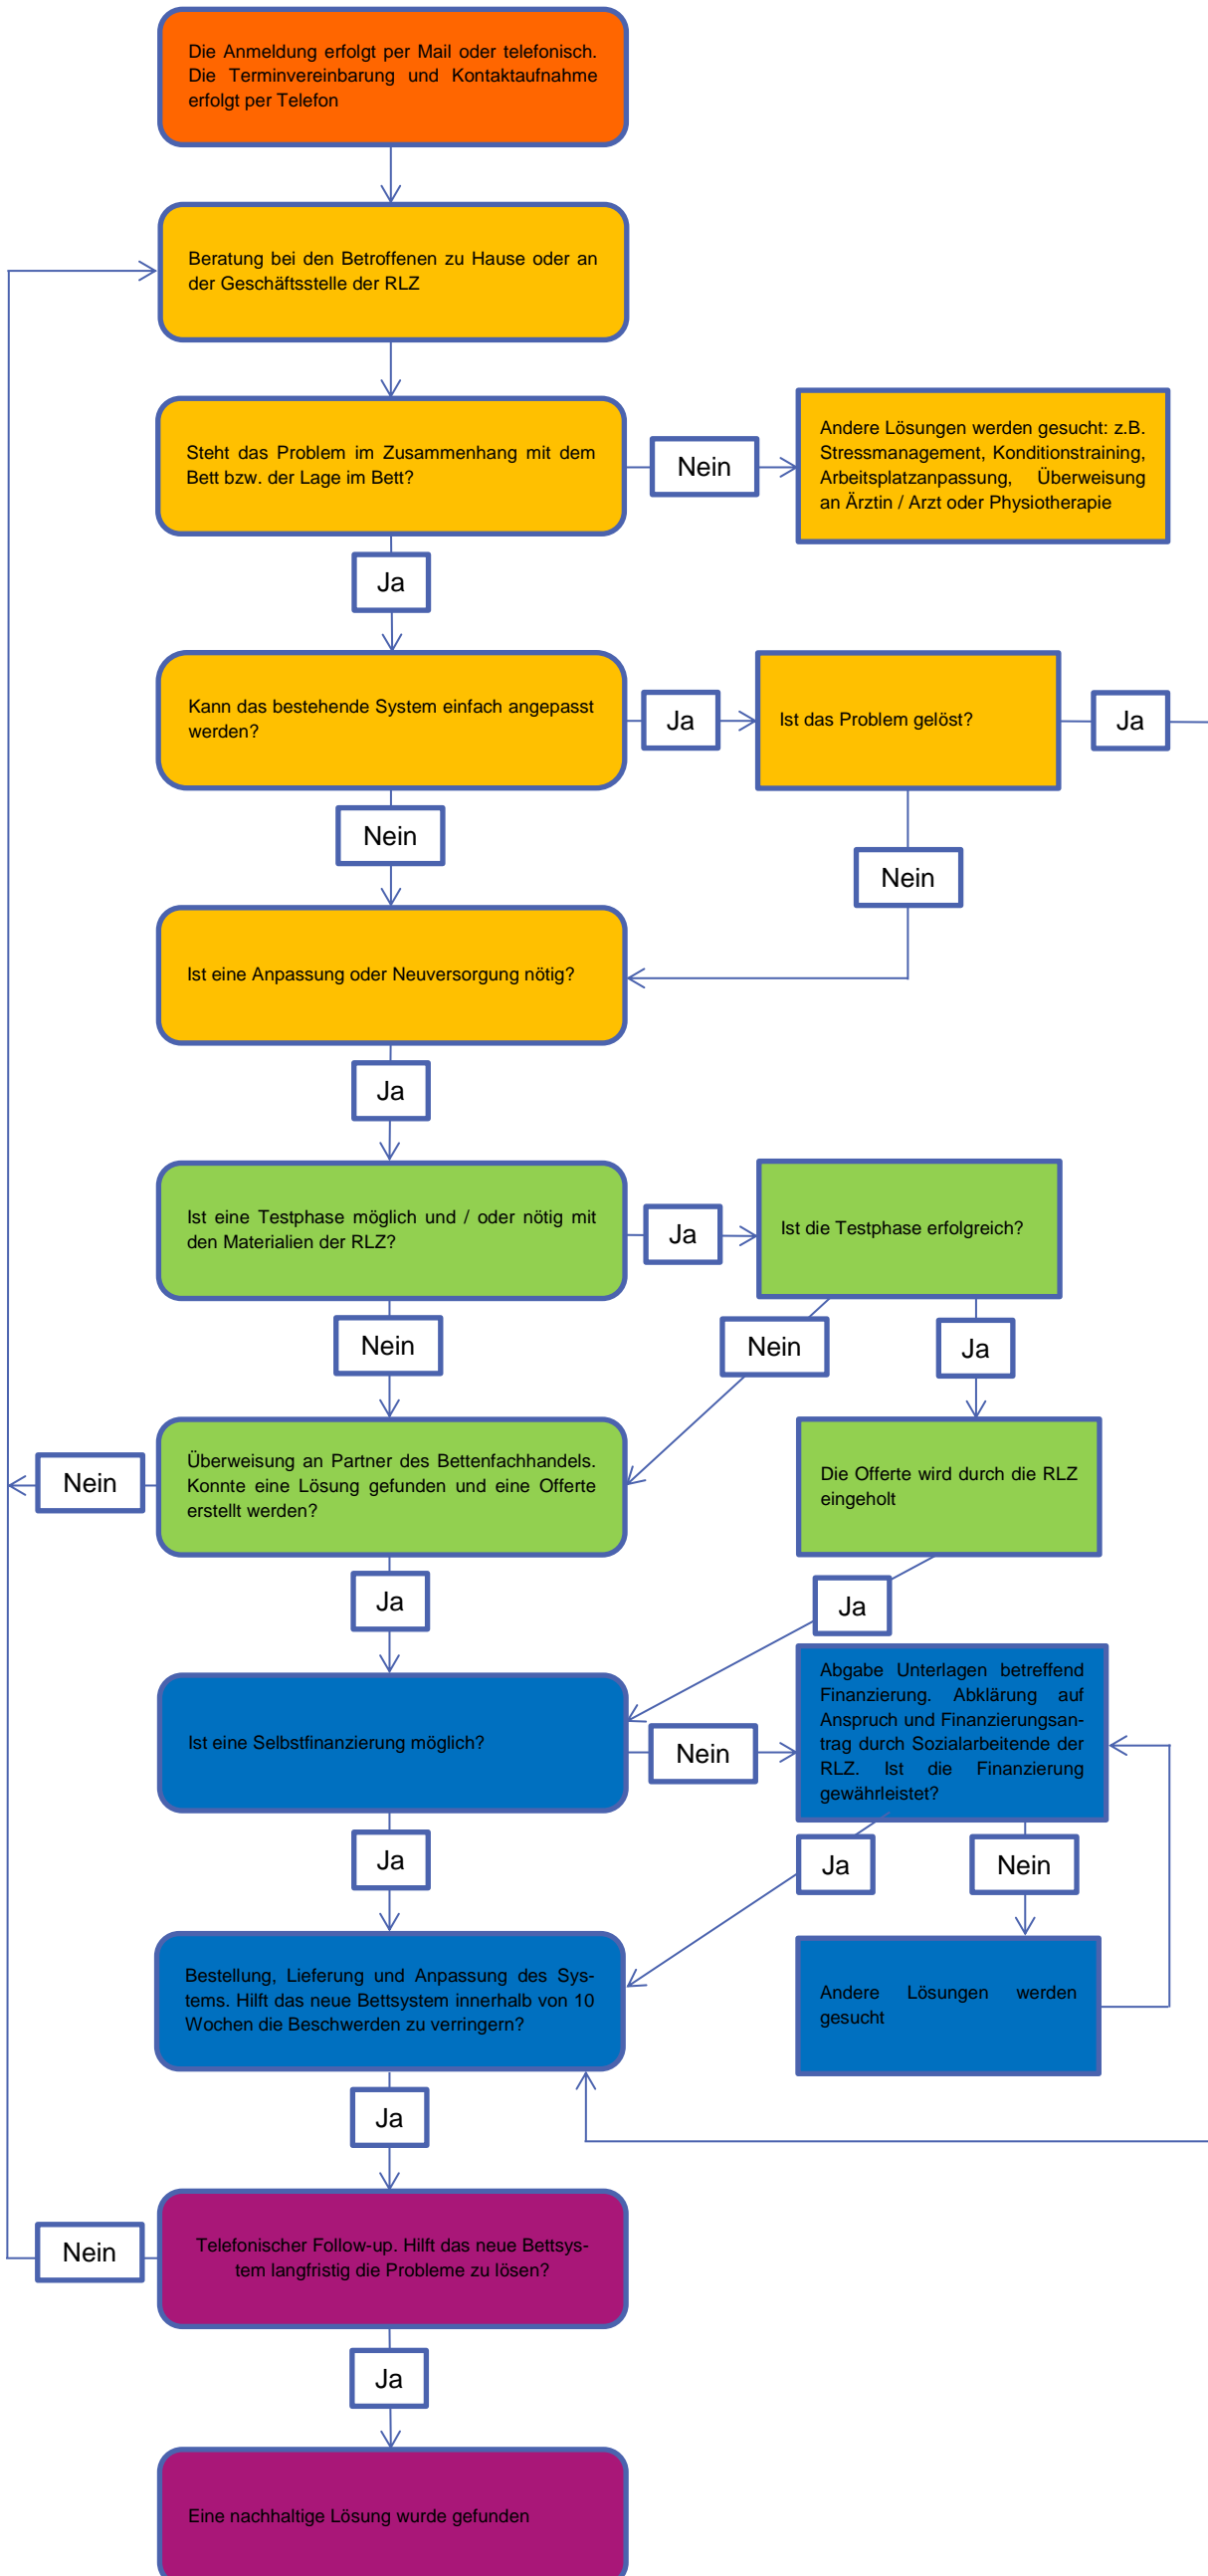 Die Anmeldung erfolgt per Mail oder telefonisch.
Die Terminvereinbarung und Kontaktaufnahme
erfolgt per Telefon
Beratung bei den Betroffenen zu Hause oder an
der Geschäftsstelle der RLZ
Steht das Problem im Zusammenhang mit dem
Bett bzw. der Lage im Bett?
Nein
Andere Lösungen werden gesucht: z.B.
Stressmanagement, Konditionstraining,
Arbeitsplatzanpassung, Überweisung
an Ärztin / Arzt oder Physiotherapie
Ja
Kann das bestehende System einfach angepasst
werden?
Ja
Ist das Problem gelöst?
Ja
Nein
Nein
Ist eine Anpassung oder Neuversorgung nötig?
Ja
Ist eine Testphase möglich und / oder nötig mit
den Materialien der RLZ?
Ja
Ist die Testphase erfolgreich?
Nein
Nein
Ja
Nein
Überweisung an Partner des Bettenfachhandels.
Konnte eine Lösung gefunden und eine Offerte
erstellt werden?
Die Offerte wird durch die RLZ
eingeholt
Ja
Ja
Ist eine Selbstfinanzierung möglich?
Nein
Abgabe Unterlagen betreffend
Finanzierung. Abklärung auf
Anspruch und Finanzierungsan-
trag durch Sozialarbeitende der
RLZ. Ist die Finanzierung
gewährleistet?
Ja
Ja
Nein
Bestellung, Lieferung und Anpassung des Sys-
tems. Hilft das neue Bettsystem innerhalb von 10
Wochen die Beschwerden zu verringern?
Andere Lösungen werden
gesucht
Ja
Nein
Telefonischer Follow-up. Hilft das neue Bettsys-
tem langfristig die Probleme zu lösen?
Ja
Eine nachhaltige Lösung wurde gefunden